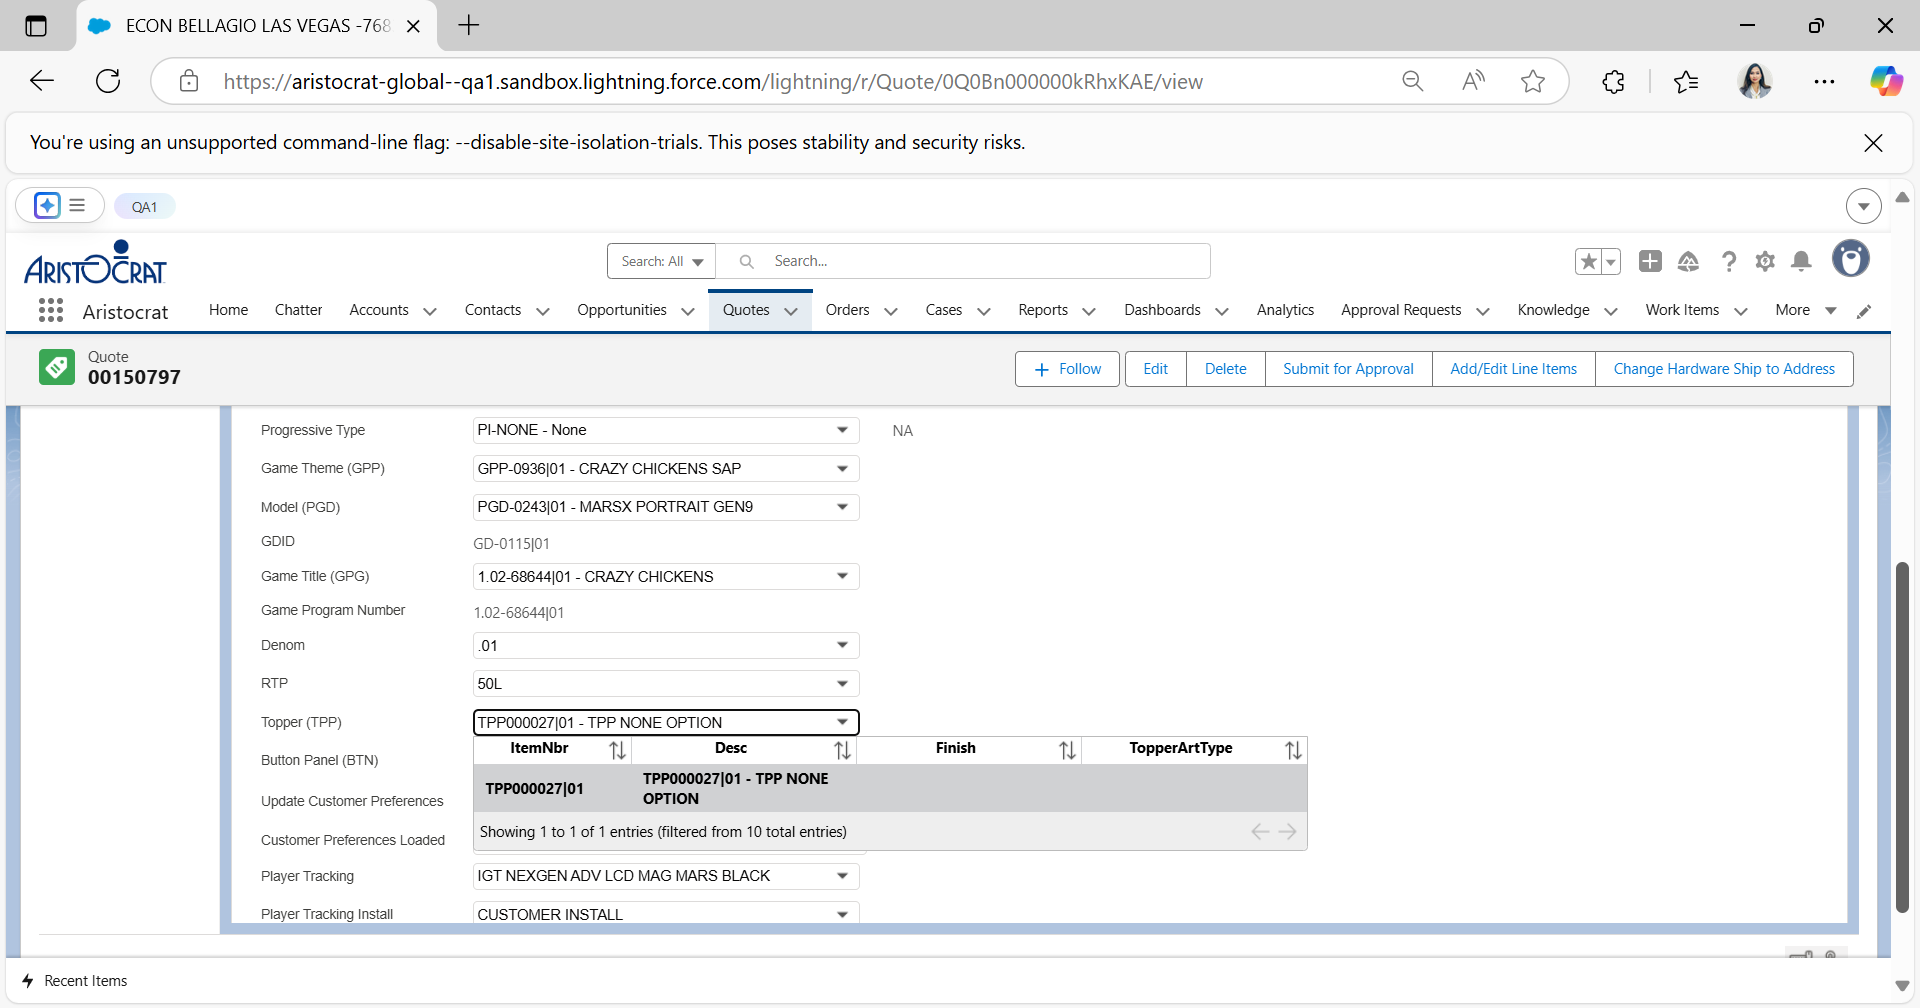 ECON BELLAGIO LAS VEGAS -768
https://aristocrat-global--qa1.sandbox.lightning.force.com/lightning/r/Quote/0Q0Bn000000kRhxKAE/view
You're using an unsupported command-line flag: --disable-site-isolation-trials. This poses stability and security risks.
QA1
ARISTOCRAT
Search: All
Search...
Aristocrat
Home
Chatter
Accounts
Contacts
Opportunities
Quotes
Orders
Cases
Reports
Dashboards
Analytics
Approval Requests
Knowledge
Work Items
More
Quote
00150797
Follow
Edit
Delete
Submit for Approval
Add/Edit Line Items
Change Hardware Ship to Address
Progressive Type
PI-NONE - None
NA
Game Theme (GPP)
GPP-0936|01 - CRAZY CHICKENS SAP
Model (PGD)
PGD-0243|01 - MARSX PORTRAIT GEN9
GDID
GD-0115|01
Game Title (GPG)
1.02-68644|01 - CRAZY CHICKENS
Game Program Number
1.02-68644|01
Denom
.01
RTP
50L
Topper (TPP)
TPP000027|01 - TPP NONE OPTION
ItemNbr
Desc
Finish
TopperArtType
Button Panel (BTN)
TPP000027|01
TPP000027|01 - TPP NONE
OPTION
Update Customer Preferences
Showing 1 to 1 of 1 entries (filtered from 10 total entries)
Customer Preferences Loaded
Player Tracking
IGT NEXGEN ADV LCD MAG MARS BLACK
Player Tracking Install
CUSTOMER INSTALL
Recent Items